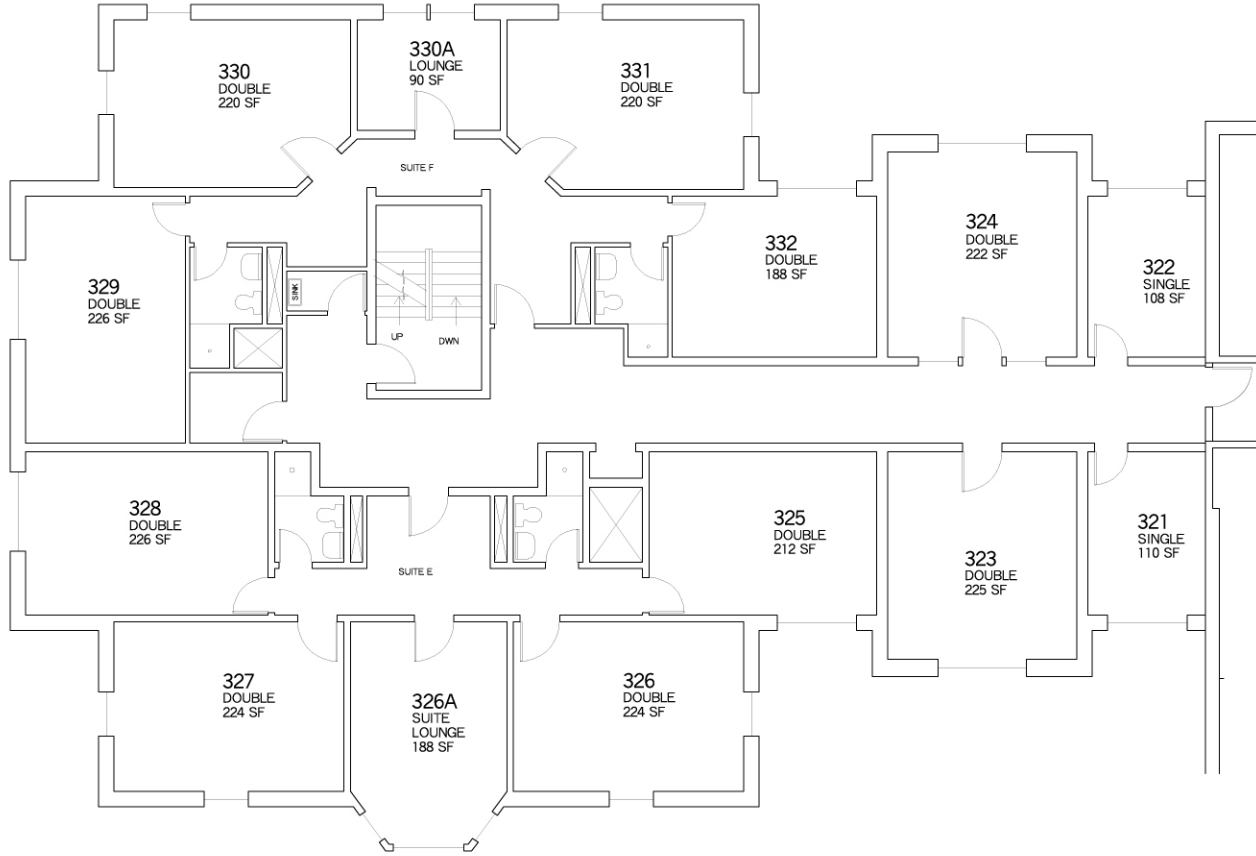 330
DOUBLE
220 SF
330A
LOUNGE
90 SF
331
DOUBLE
220 SF
SUITE F
332
DOUBLE
188 SF
324
DOUBLE
222 SF
322
SINGLE
108 SF
329
DOUBLE
226 SF
SINK
UP
DWN
328
DOUBLE
226 SF
SUITE E
325
DOUBLE
212 SF
323
DOUBLE
225 SF
321
SINGLE
110 SF
327
DOUBLE
224 SF
326A
SUITE
LOUNGE
188 SF
326
DOUBLE
224 SF